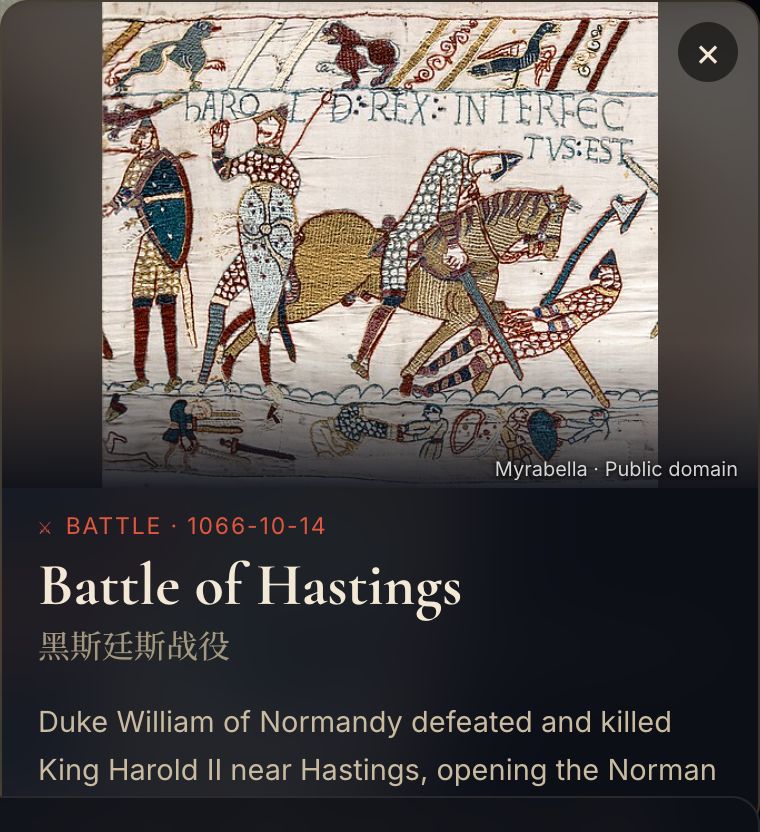 hARO L D:REX: INTERFEC
TVS:EST
Myrabella · Public domain
⚔ BATTLE · 1066-10-14
Battle of Hastings
黑斯廷斯战役
Duke William of Normandy defeated and killed
King Harold II near Hastings, opening the Norman